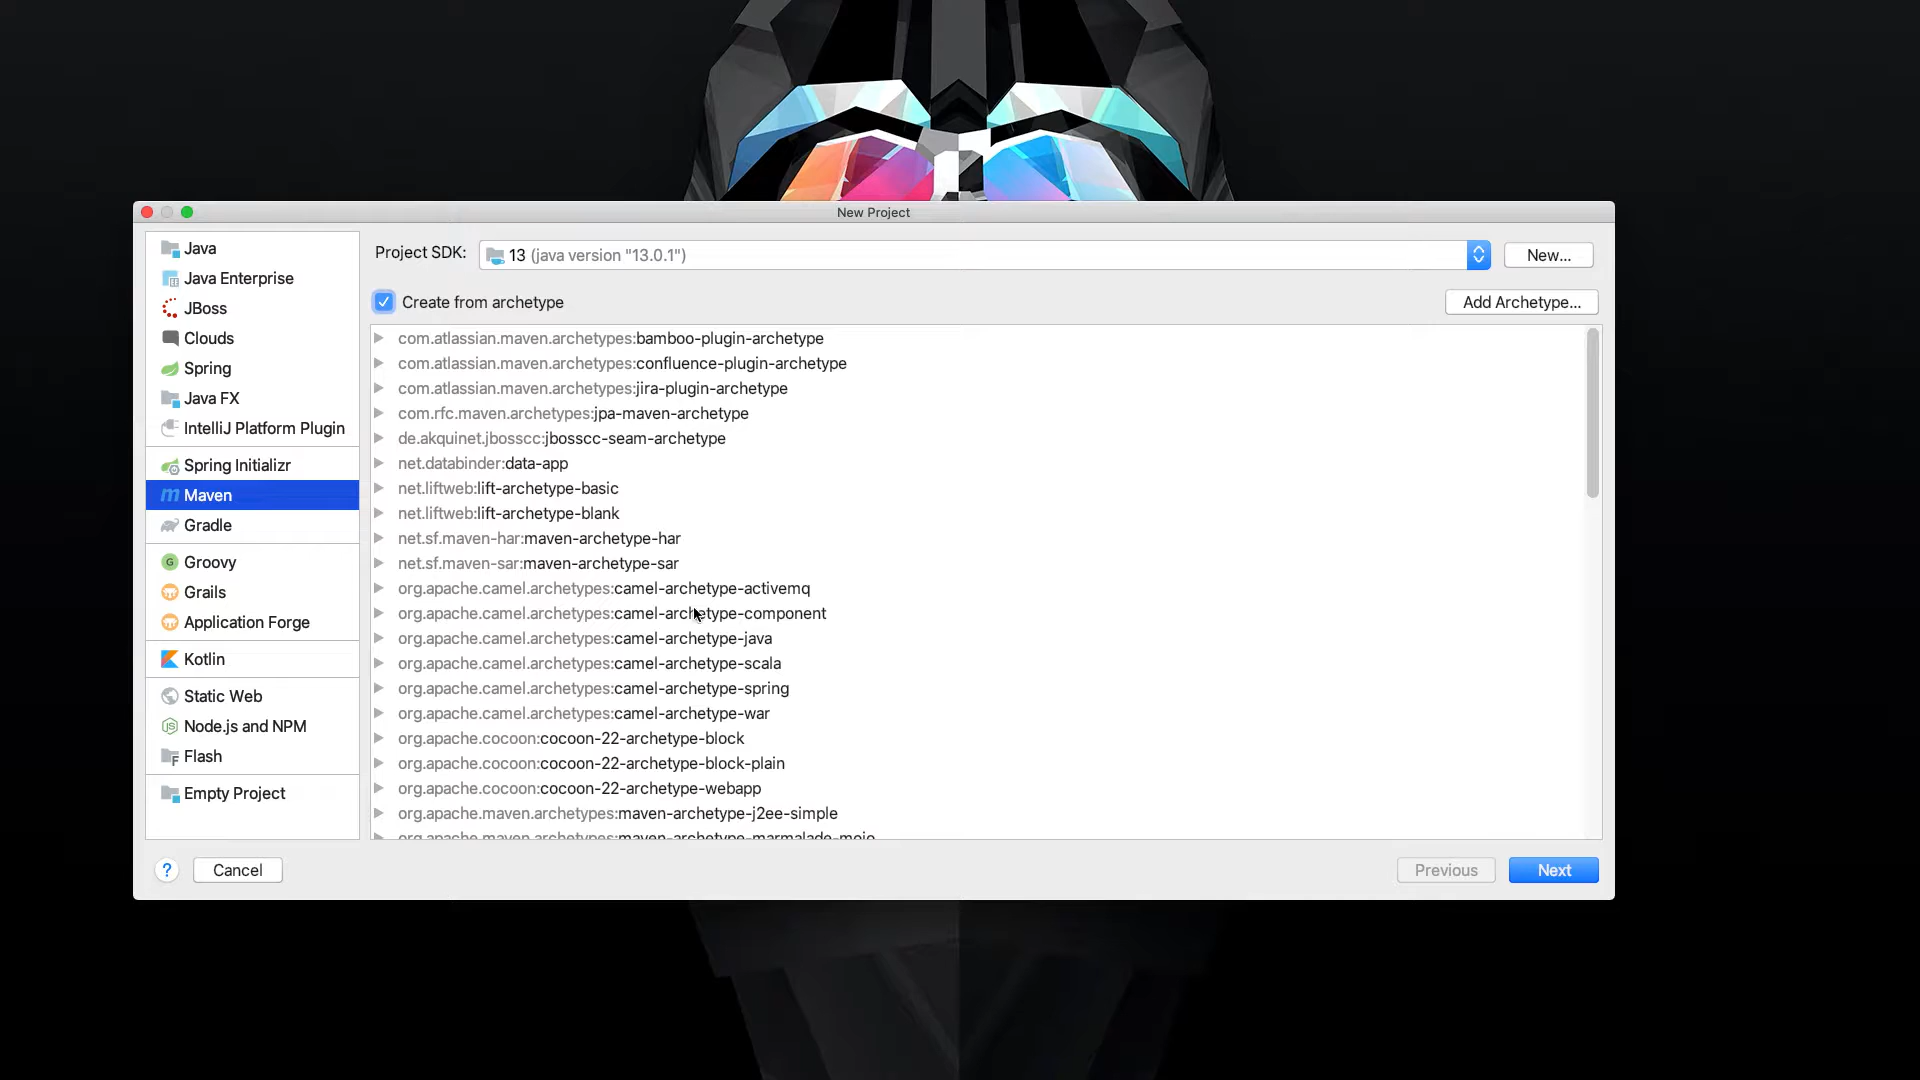 New Project
Java
Java Enterprise
JBoss
Clouds
Spring
Java FX
IntelliJ Platform Plugin
Spring Initializr
Maven
Gradle
Groovy
Grails
Application Forge
Kotlin
Static Web
Node.js and NPM
Flash
Empty Project
Project SDK: 13 (java version "13.0.1") New...
Create from archetype Add Archetype...
com.atlassian.maven.archetypes:bamboo-plugin-archetype
com.atlassian.maven.archetypes:confluence-plugin-archetype
com.atlassian.maven.archetypes:jira-plugin-archetype
com.rfc.maven.archetypes:jpa-maven-archetype
de.akquinet.jbosscc:jbosscc-seam-archetype
net.databinder:data-app
net.liftweb:lift-archetype-basic
net.liftweb:lift-archetype-blank
net.sf.maven-har:maven-archetype-har
net.sf.maven-sar:maven-archetype-sar
org.apache.camel.archetypes:camel-archetype-activemq
org.apache.camel.archetypes:camel-archetype-component
org.apache.camel.archetypes:camel-archetype-java
org.apache.camel.archetypes:camel-archetype-scala
org.apache.camel.archetypes:camel-archetype-spring
org.apache.camel.archetypes:camel-archetype-war
org.apache.cocoon:cocoon-22-archetype-block
org.apache.cocoon:cocoon-22-archetype-block-plain
org.apache.cocoon:cocoon-22-archetype-webapp
org.apache.maven.archetypes:maven-archetype-j2ee-simple
org.apache.maven.archetypes:maven-archetype-marmalade-mojo
? Cancel Previous Next